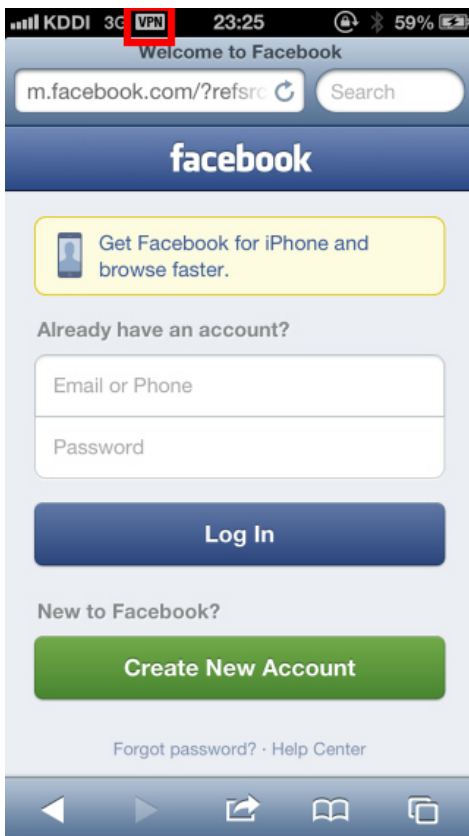 KDDI 3G VPN 23:25 59%
Welcome to Facebook
m.facebook.com/?refsrc Search
facebook
Get Facebook for iPhone and
browse faster.
Already have an account?
Email or Phone
Password
Log In
New to Facebook?
Create New Account
Forgot password? · Help Center